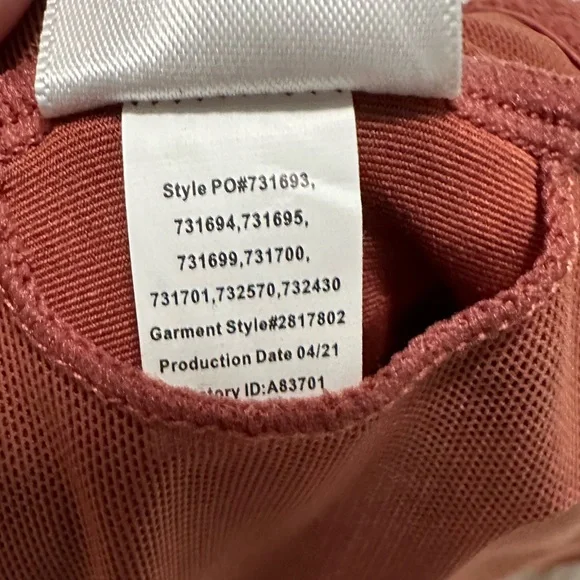 Style PO#731693,
731694,731695,
731699,731700,
731701,732570,732430
Garment Style#2817802
Production Date 04/21
ID:A83701